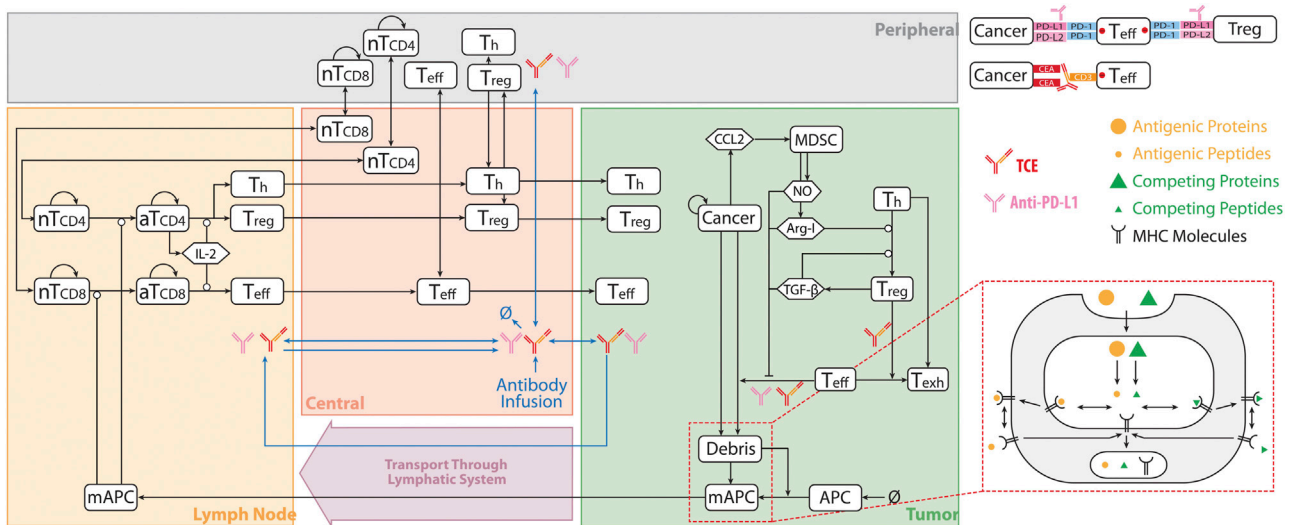 Peripheral
nTCD4
nTCD8
Teff
Th
Treg
Cancer
PD-L1
PD-1
PD-L2
PD-1
Teff
PD-1
PD-L1
PD-1
PD-L2
Treg
Cancer
CEA
CEA
CD3
Teff
TCE
Anti-PD-L1
Antigenic Proteins
Antigenic Peptides
Competing Proteins
Competing Peptides
MHC Molecules
nTCD8
nTCD4
nTCD4
aTCD4
Th
Treg
IL-2
nTCD8
aTCD8
Teff
Th
Treg
Teff
Ø
Antibody
Infusion
Central
Th
Treg
Teff
CCL2
MDSC
NO
Cancer
Arg-I
Th
TGF-β
Treg
Teff
Texh
Debris
mAPC
APC
Ø
Transport Through
Lymphatic System
mAPC
Lymph Node
Tumor